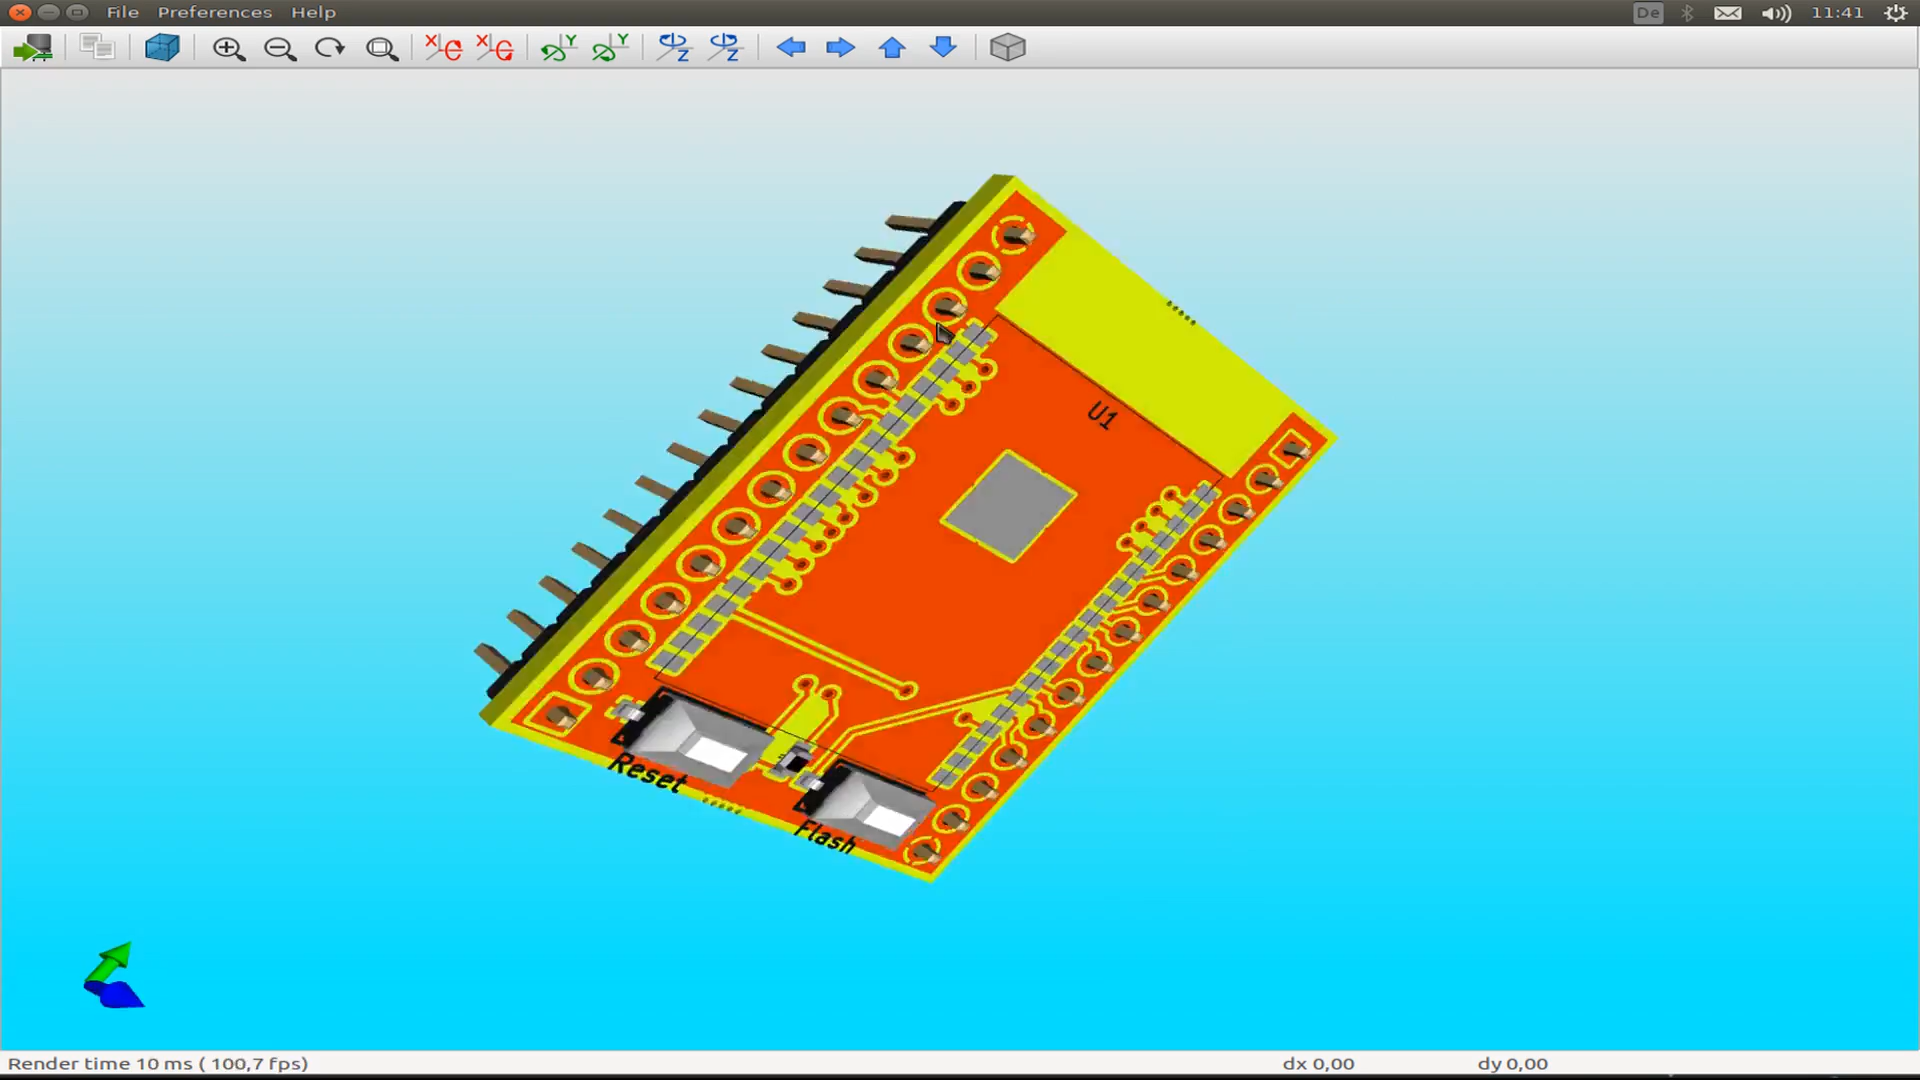 File Preferences Help
De 11:41
X X Y Y Z Z
U1
Reset
Flash
Render time 10 ms ( 100,7 fps) dx 0,00 dy 0,00